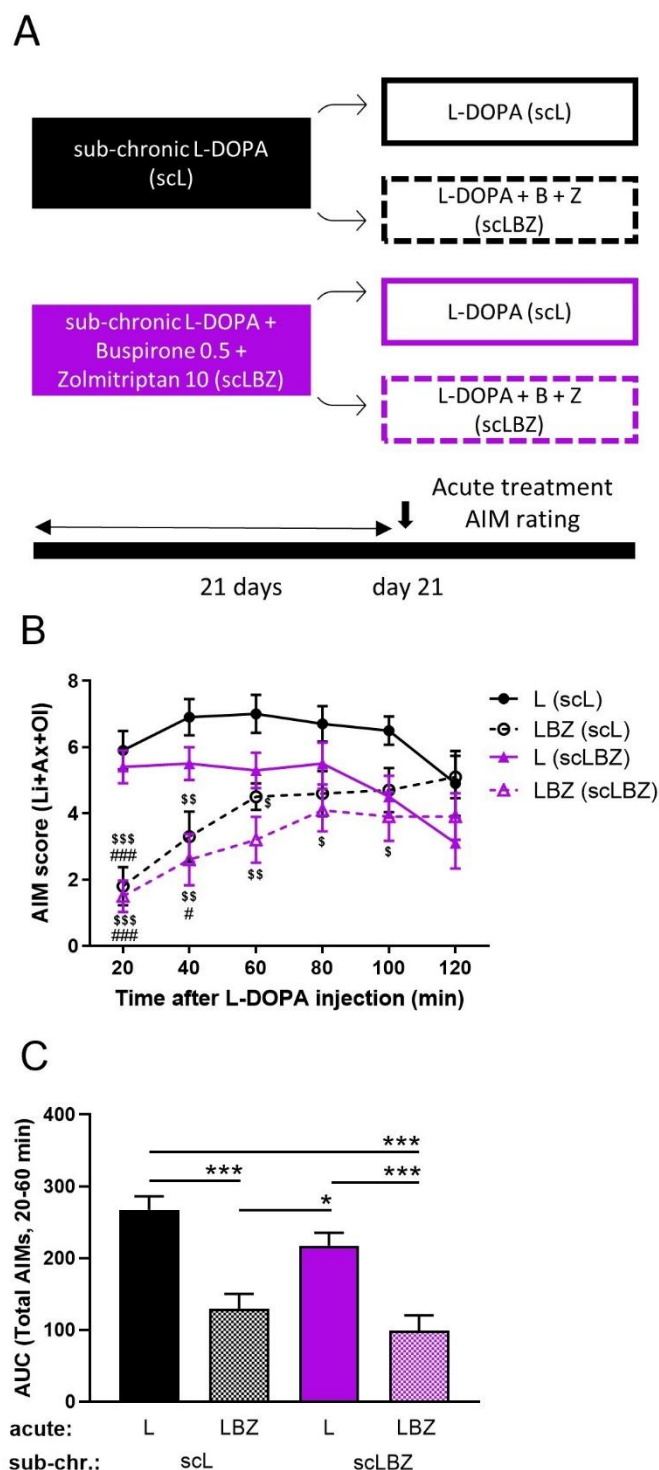 A
sub-chronic L-DOPA
(scL)
L-DOPA (scL)
L-DOPA + B + Z
(scLBZ)
sub-chronic L-DOPA +
Buspirone 0.5 +
Zolmitriptan 10 (scLBZ)
L-DOPA (scL)
L-DOPA + B + Z
(scLBZ)
Acute treatment
AIM rating
21 days
day 21
B
AIM score (Li+Ax+Ol)
8
6
4
2
0
$$$
###
$$$
###
$$
$$
#
$
$$
$
$
20
40
60
80
100
120
Time after L-DOPA injection (min)
L (scL)
LBZ (scL)
L (scLBZ)
LBZ (scLBZ)
C
AUC (Total AIMs, 20-60 min)
400
300
200
100
0
***
***
***
*
acute: L LBZ L LBZ
sub-chr.: scL scLBZ